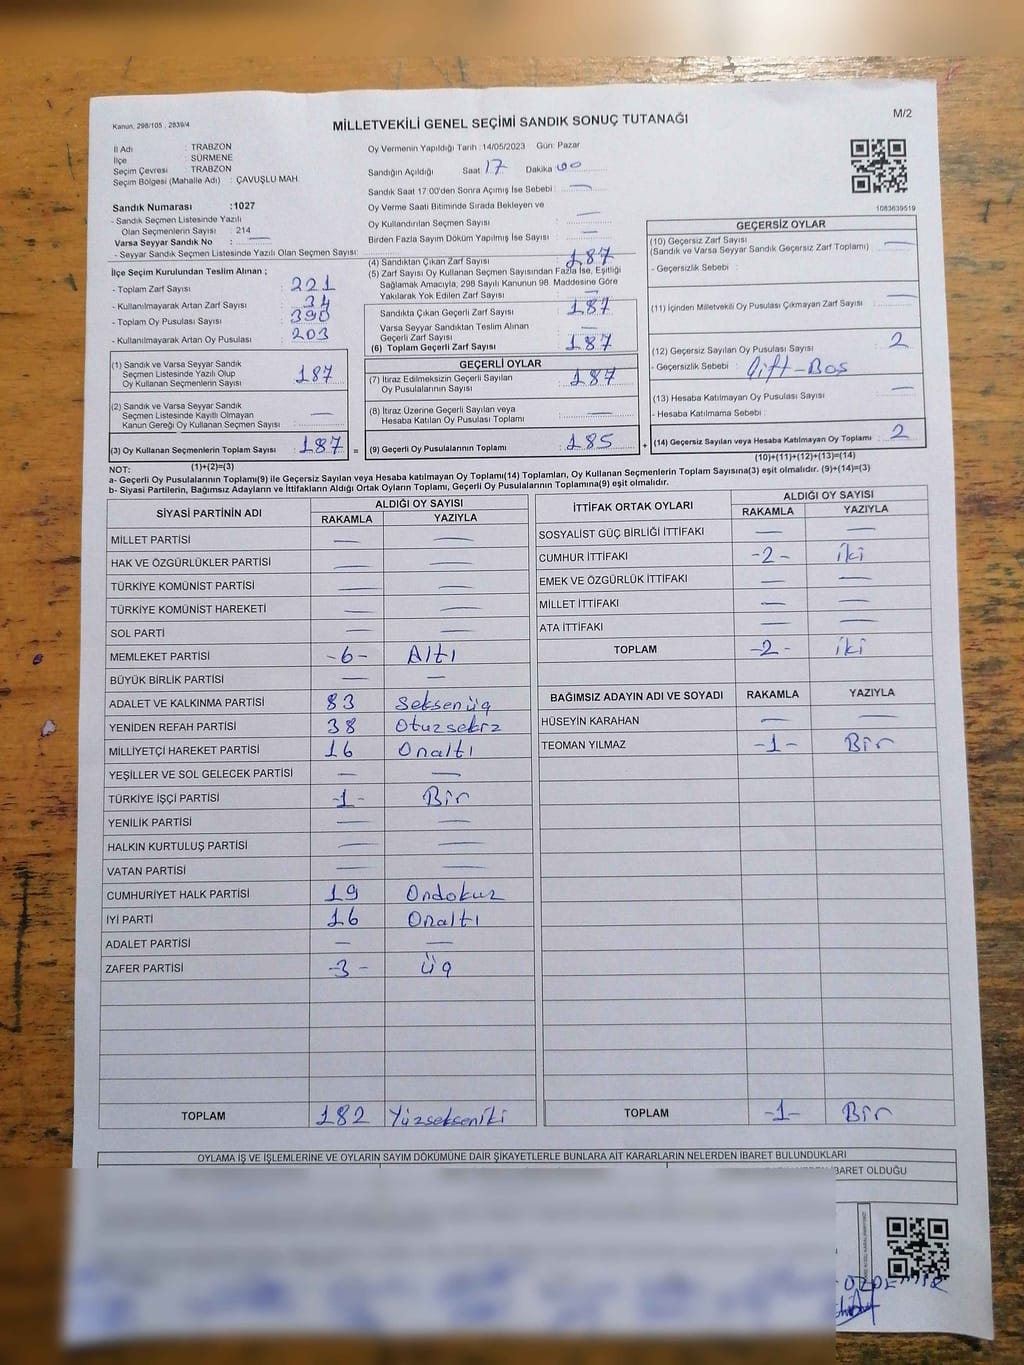 Kanun, 298/105 , 2839/4
MİLLETVEKİLİ GENEL SEÇİMİ SANDIK SONUÇ TUTANAĞI
M/2
İl Adı : TRABZON
İlçe : SÜRMENE
Seçim Çevresi : TRABZON
Seçim Bölgesi (Mahalle Adı) : ÇAVUŞLU MAH.
Sandık Numarası :1027
- Sandık Seçmen Listesinde Yazılı
Olan Seçmenlerin Sayısı : 214
Varsa Seyyar Sandık No : —
- Seyyar Sandık Seçmen Listesinde Yazılı Olan Seçmen Sayısı:
İlçe Seçim Kurulundan Teslim Alınan ;
- Toplam Zarf Sayısı : 221
- Kullanılmayarak Artan Zarf Sayısı : 34
- Toplam Oy Pusulası Sayısı : 390
- Kullanılmayarak Artan Oy Pusulası : 203
(1) Sandık ve Varsa Seyyar Sandık
Seçmen Listesinde Yazılı Olup
Oy Kullanan Seçmenlerin Sayısı : 187
(2) Sandık ve Varsa Seyyar Sandık
Seçmen Listesinde Kayıtlı Olmayan
Kanun Gereği Oy Kullanan Seçmen Sayısı : —
(3) Oy Kullanan Seçmenlerin Toplam Sayısı : 187 =
Oy Vermenin Yapıldığı Tarih :14/05/2023 Gün: Pazar
Sandığın Açıldığı Saat 17 Dakika 00
Sandık Saat 17:00'den Sonra Açımış İse Sebebi : —
Oy Verme Saati Bitiminde Sırada Bekleyen ve
Oy Kullandırılan Seçmen Sayısı : —
Birden Fazla Sayım Döküm Yapılmış İse Sayısı : —
(4) Sandıktan Çıkan Zarf Sayısı : 187
(5) Zarf Sayısı Oy Kullanan Seçmen Sayısından Fazla İse, Eşitliği
Sağlamak Amacıyla, 298 Sayılı Kanunun 98. Maddesine Göre
Yakılarak Yok Edilen Zarf Sayısı : —
Sandıkta Çıkan Geçerli Zarf Sayısı : 187
Varsa Seyyar Sandıktan Teslim Alınan
Geçerli Zarf Sayısı : —
(6) Toplam Geçerli Zarf Sayısı : 187
GEÇERLİ OYLAR
(7) İtiraz Edilmeksizin Geçerli Sayılan
Oy Pusulalarının Sayısı : 187
(8) İtiraz Üzerine Geçerli Sayılan veya
Hesaba Katılan Oy Pusulası Toplamı : —
(9) Geçerli Oy Pusulalarının Toplamı : 185 +
1083639519
GEÇERSİZ OYLAR
(10) Geçersiz Zarf Sayısı
(Sandık ve Varsa Seyyar Sandık Geçersiz Zarf Toplamı) : —
- Geçersizlik Sebebi :
(11) İçinden Milletvekili Oy Pusulası Çıkmayan Zarf Sayısı : —
(12) Geçersiz Sayılan Oy Pusulası Sayısı : 2
- Geçersizlik Sebebi : Çift-Boş
(13) Hesaba Katılmayan Oy Pusulası Sayısı : —
- Hesaba Katılmama Sebebi :
(14) Geçersiz Sayılan veya Hesaba Katılmayan Oy Toplamı : 2
(10)+(11)+(12)+(13)=(14)
NOT: (1)+(2)=(3)
a- Geçerli Oy Pusulalarının Toplamı(9) ile Geçersiz Sayılan veya Hesaba katılmayan Oy Toplamı(14) Toplamları, Oy Kullanan Seçmenlerin Toplam Sayısına(3) eşit olmalıdır. (9)+(14)=(3)
b- Siyasi Partilerin, Bağımsız Adayların ve İttifakların Aldığı Ortak Oyların Toplamı, Geçerli Oy Pusulalarının Toplamına(9) eşit olmalıdır.
SİYASİ PARTİNİN ADI ALDIĞI OY SAYISI
RAKAMLA YAZIYLA
MİLLET PARTİSİ — —
HAK VE ÖZGÜRLÜKLER PARTİSİ — —
TÜRKİYE KOMÜNİST PARTİSİ — —
TÜRKİYE KOMÜNİST HAREKETİ — —
SOL PARTİ — —
MEMLEKET PARTİSİ -6- Altı
BÜYÜK BİRLİK PARTİSİ — —
ADALET VE KALKINMA PARTİSİ 83 Seksenüç
YENİDEN REFAH PARTİSİ 38 Otuzsekiz
MİLLİYETÇİ HAREKET PARTİSİ 16 Onaltı
YEŞİLLER VE SOL GELECEK PARTİSİ — —
TÜRKİYE İŞÇİ PARTİSİ -1- Bir
YENİLİK PARTİSİ — —
HALKIN KURTULUŞ PARTİSİ — —
VATAN PARTİSİ — —
CUMHURİYET HALK PARTİSİ 19 Ondokuz
İYİ PARTİ 16 Onaltı
ADALET PARTİSİ — —
ZAFER PARTİSİ -3- üç
TOPLAM 182 Yüzsekseniki
İTTİFAK ORTAK OYLARI ALDIĞI OY SAYISI
RAKAMLA YAZIYLA
SOSYALİST GÜÇ BİRLİĞİ İTTİFAKI — —
CUMHUR İTTİFAKI -2- iki
EMEK VE ÖZGÜRLÜK İTTİFAKI — —
MİLLET İTTİFAKI — —
ATA İTTİFAKI — —
TOPLAM -2- iki
BAĞIMSIZ ADAYIN ADI VE SOYADI RAKAMLA YAZIYLA
HÜSEYİN KARAHAN — —
TEOMAN YILMAZ -1- Bir
TOPLAM -1- Bir
OYLAMA İŞ VE İŞLEMLERİNE VE OYLARIN SAYIM DÖKÜMÜNE DAİR ŞİKAYETLERLE BUNLARA AİT KARARLARIN NELERDEN İBARET BULUNDUKLARI
İBARET OLDUĞU
ÖZDEMİR